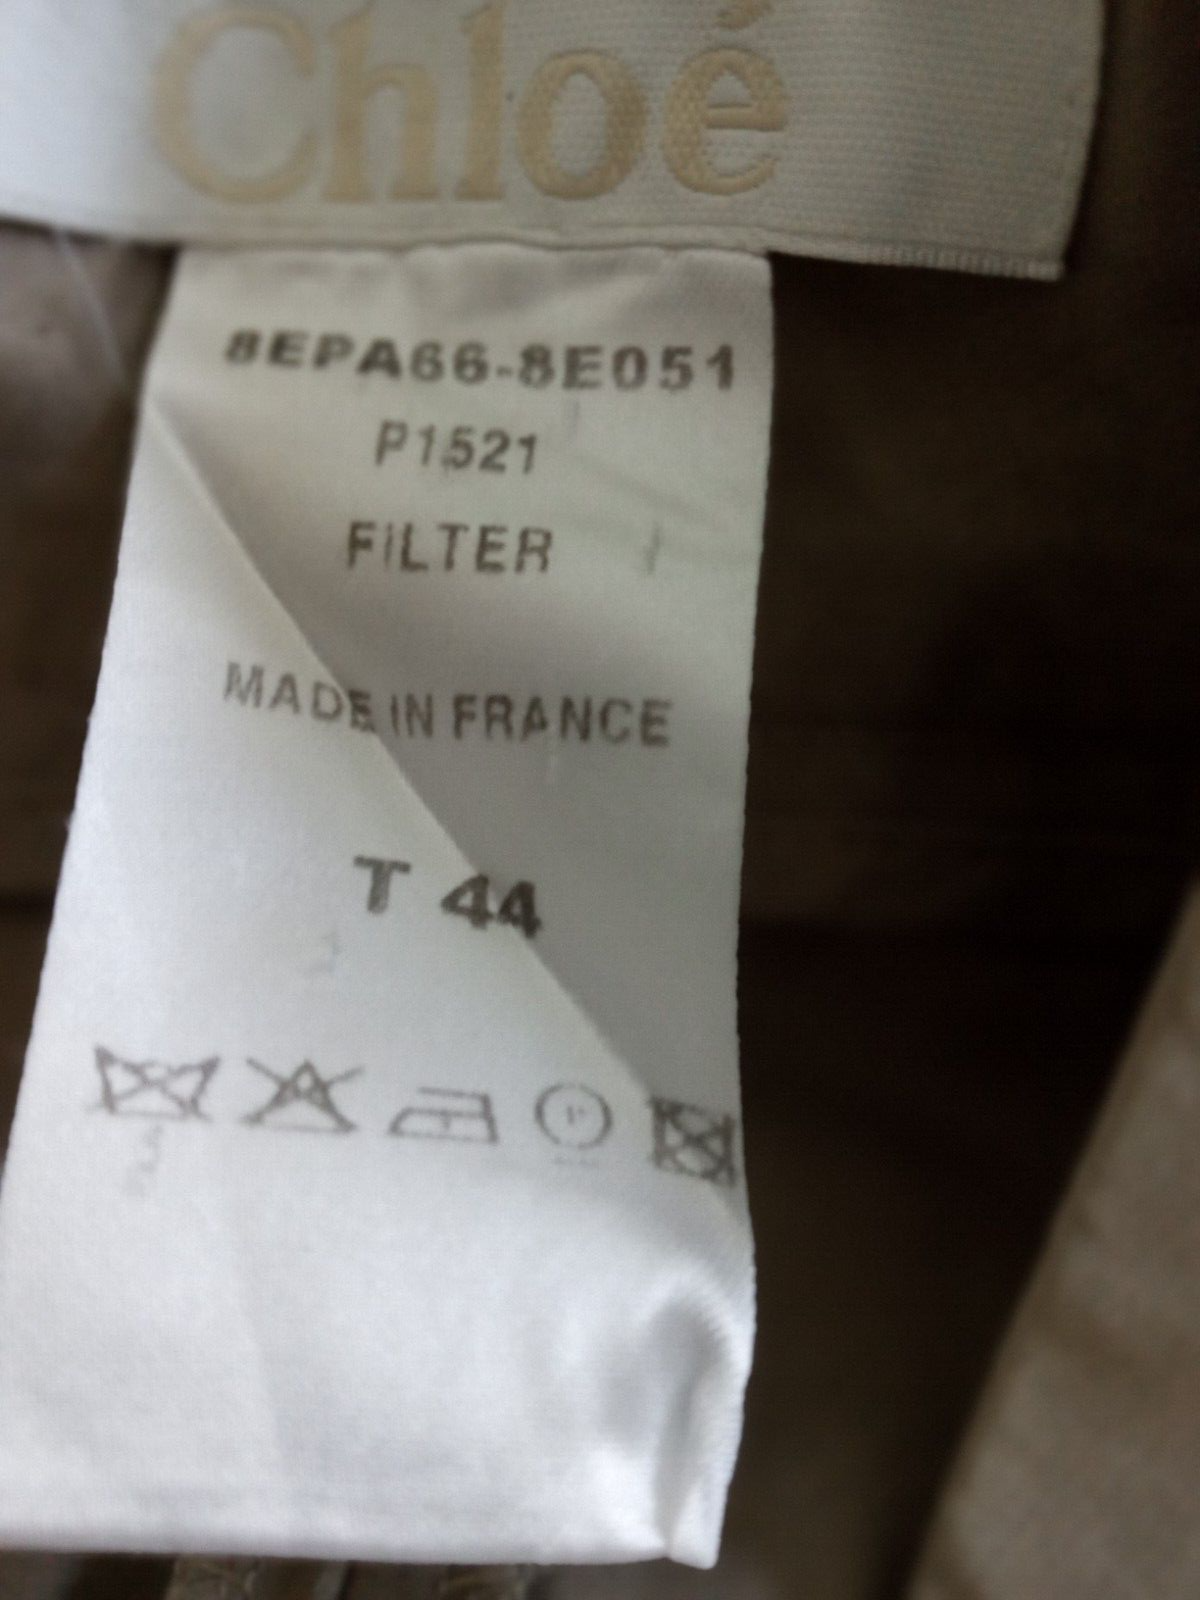 Chloé
8EPA66-8E051
P1521
FILTER
MADE IN FRANCE
T 44